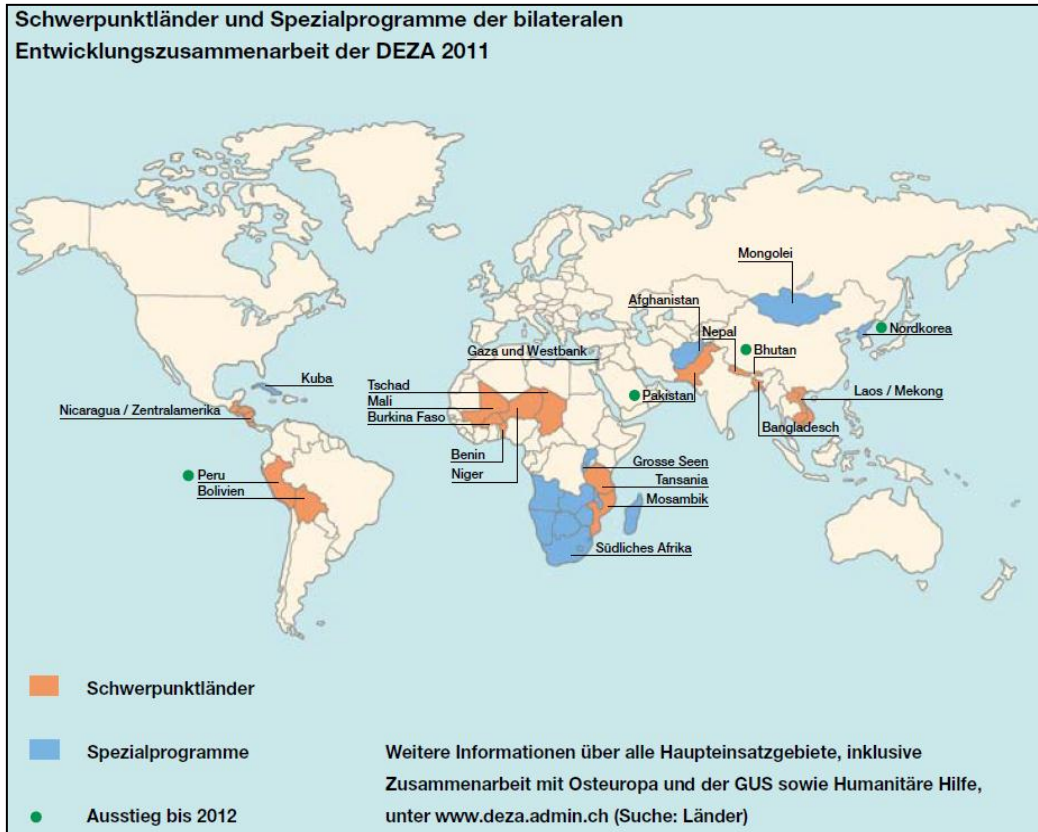 Schwerpunktländer und Spezialprogramme der bilateralen
Entwicklungszusammenarbeit der DEZA 2011
Mongolei
Afghanistan
Nepal
Nordkorea
Bhutan
Gaza und Westbank
Kuba
Tschad
Pakistan
Laos / Mekong
Mali
Nicaragua / Zentralamerika
Burkina Faso
Bangladesch
Benin
Grosse Seen
Peru
Niger
Tansania
Bolivien
Mosambik
Südliches Afrika
Schwerpunktländer
Spezialprogramme
Weitere Informationen über alle Haupteinsatzgebiete, inklusive
Zusammenarbeit mit Osteuropa und der GUS sowie Humanitäre Hilfe,
Ausstieg bis 2012
unter www.deza.admin.ch (Suche: Länder)